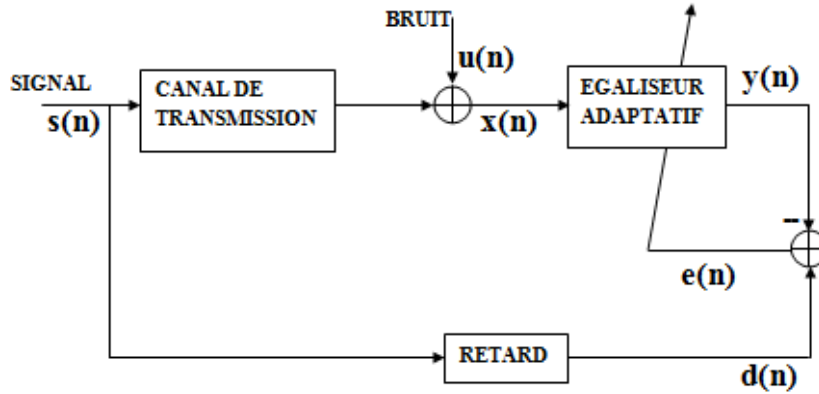 BRUIT
u(n)
SIGNAL
s(n)
CANAL DE
TRANSMISSION
x(n)
EGALISEUR
ADAPTATIF
y(n)
--
e(n)
RETARD
d(n)